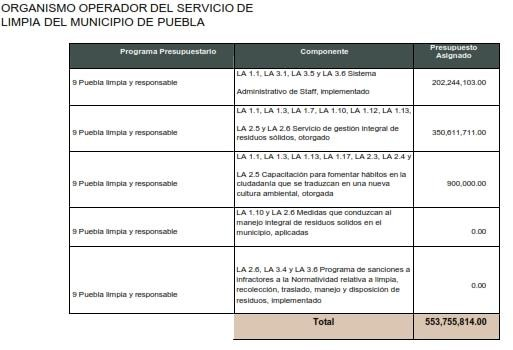 ORGANISMO OPERADOR DEL SERVICIO DE
LIMPIA DEL MUNICIPIO DE PUEBLA
Programa Presupuestario Componente Presupuesto Asignado
9 Puebla limpia y responsable
LA 1.1, LA 3.1, LA 3.5 y LA 3.6 Sistema
Administrativo de Staff, implementado
202,244,103.00
9 Puebla limpia y responsable
LA 1.1, LA 1.3, LA 1.7, LA 1.10, LA 1.12, LA 1.13,
LA 2.5 y LA 2.6 Servicio de gestión integral de
residuos sólidos, otorgado
350,611,711.00
9 Puebla limpia y responsable
LA 1.1, LA 1.3, LA 1.13, LA 1.17, LA 2.3, LA 2.4 y
LA 2.5 Capacitación para fomentar hábitos en la
ciudadanía que se traduzcan en una nueva
cultura ambiental, otorgada
900,000.00
9 Puebla limpia y responsable
LA 1.10 y LA 2.6 Medidas que conduzcan al
manejo integral de residuos solidos en el
municipio, aplicadas
0.00
9 Puebla limpia y responsable
LA 2.6, LA 3.4 y LA 3.6 Programa de sanciones a
infractores a la Normatividad relativa a limpia,
recolección, traslado, manejo y disposición de
residuos, implementado
0.00
Total 553,755,814.00